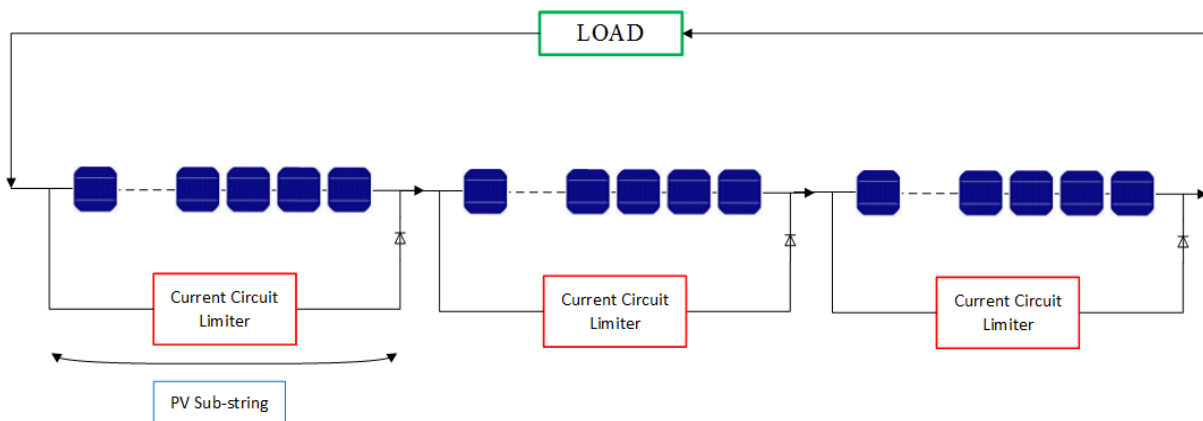 LOAD
Current Circuit
Limiter
Current Circuit
Limiter
Current Circuit
Limiter
PV Sub-string